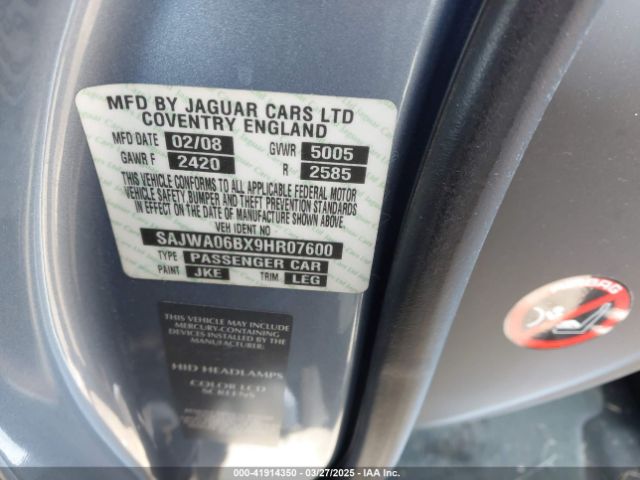 MFD BY JAGUAR CARS LTD
COVENTRY ENGLAND
MFD DATE 02/08 GVWR 5005
GAWR F 2420 R 2585
THIS VEHICLE CONFORMS TO ALL APPLICABLE FEDERAL MOTOR
VEHICLE SAFETY, BUMPER AND THEFT PREVENTION STANDARDS
IN EFFECT ON THE DATE OF MANUFACTURE SHOWN ABOVE.
VEH IDENT NO
SAJWA06BX9HR07600
TYPE PASSENGER CAR
PAINT JKE TRIM LEG
THIS VEHICLE MAY INCLUDE
MERCURY-CONTAINING
DEVICES INSTALLED BY THE
MANUFACTURER:
HID HEADLAMPS
COLOR LCD
SCREENS
AIRBAG
000-41914350 | 03/27/2025 - IAA Inc.